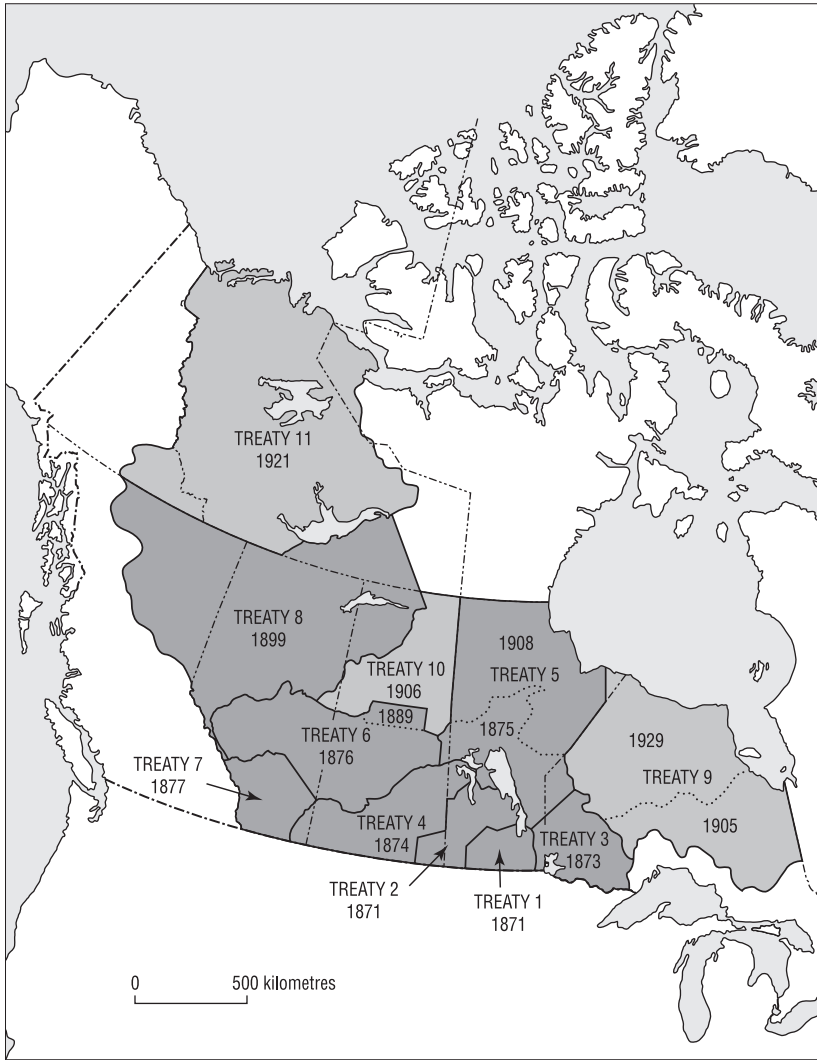 TREATY 11
1921
TREATY 8
1899
1908
TREATY 5
TREATY 10
1906
1889
1875
TREATY 6
1876
1929
TREATY 9
TREATY 7
1877
TREATY 4
1874
TREATY 3
1873
1905
TREATY 2
1871
TREATY 1
1871
0 500 kilometres